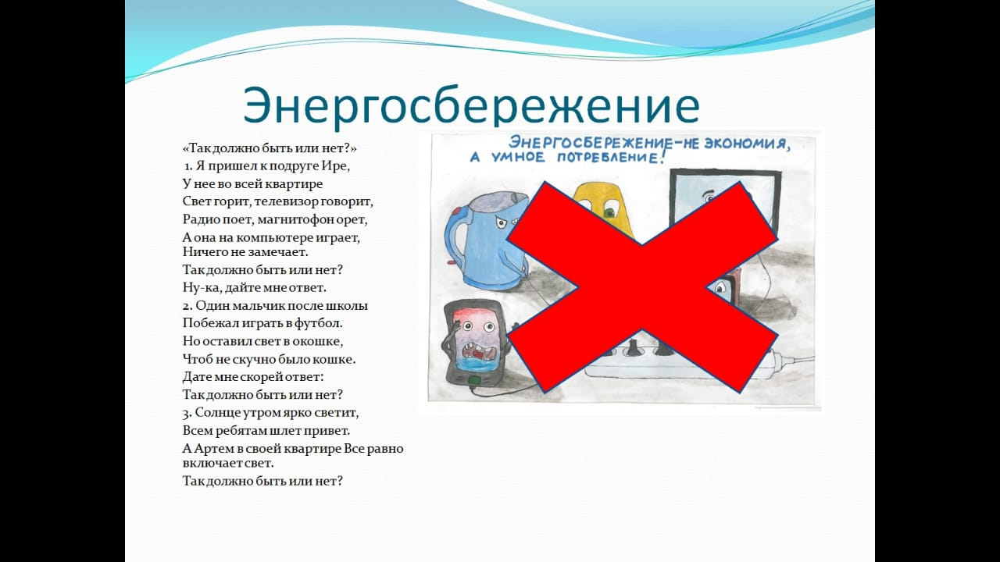 Энергосбережение
«Так должно быть или нет?»
1. Я пришел к подруге Ире,
У нее во всей квартире
Свет горит, телевизор говорит,
Радио поет, магнитофон орет,
А она на компьютере играет,
Ничего не замечает.
Так должно быть или нет?
Ну-ка, дайте мне ответ.
2. Один мальчик после школы
Побежал играть в футбол.
Но оставил свет в окошке,
Чтоб не скучно было кошке.
Дате мне скорей ответ:
Так должно быть или нет?
3. Солнце утром ярко светит,
Всем ребятам шлет привет.
А Артем в своей квартире Все равно
включает свет.
Так должно быть или нет?
Энергосбережение-не экономия,
а умное потребление!